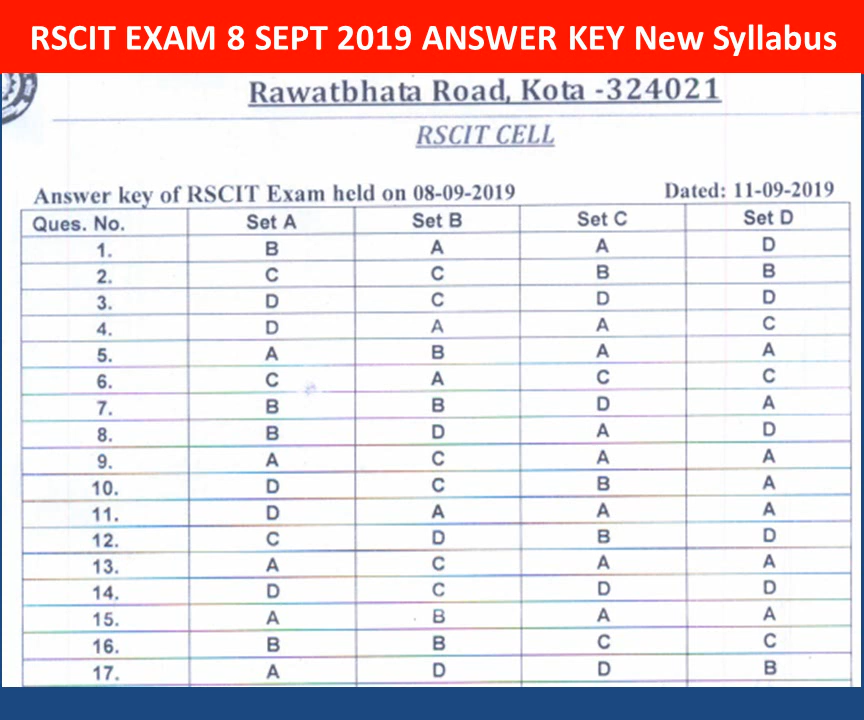 RSCIT EXAM 8 SEPT 2019 ANSWER KEY New Syllabus
Rawatbhata Road, Kota -324021
RSCIT CELL
Answer key of RSCIT Exam held on 08-09-2019 Dated: 11-09-2019
Ques. No. Set A Set B Set C Set D
1. B A A D
2. C C B B
3. D C D D
4. D A A C
5. A B A A
6. C A C C
7. B B D A
8. B D A D
9. A C A A
10. D C B A
11. D A A A
12. C D B D
13. A C A A
14. D C D D
15. A B A A
16. B B C C
17. A D D B